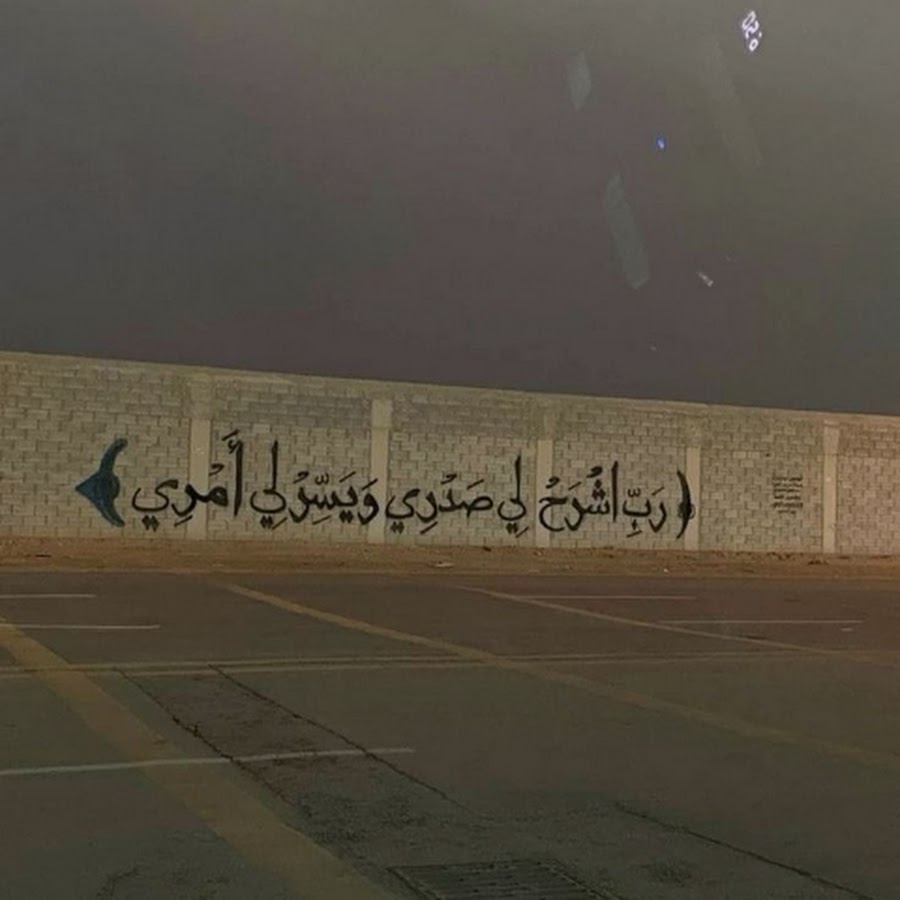 ﴿رَبِّ اشْرَحْ لِي صَدْرِي وَيَسِّرْ لِي أَمْرِي﴾